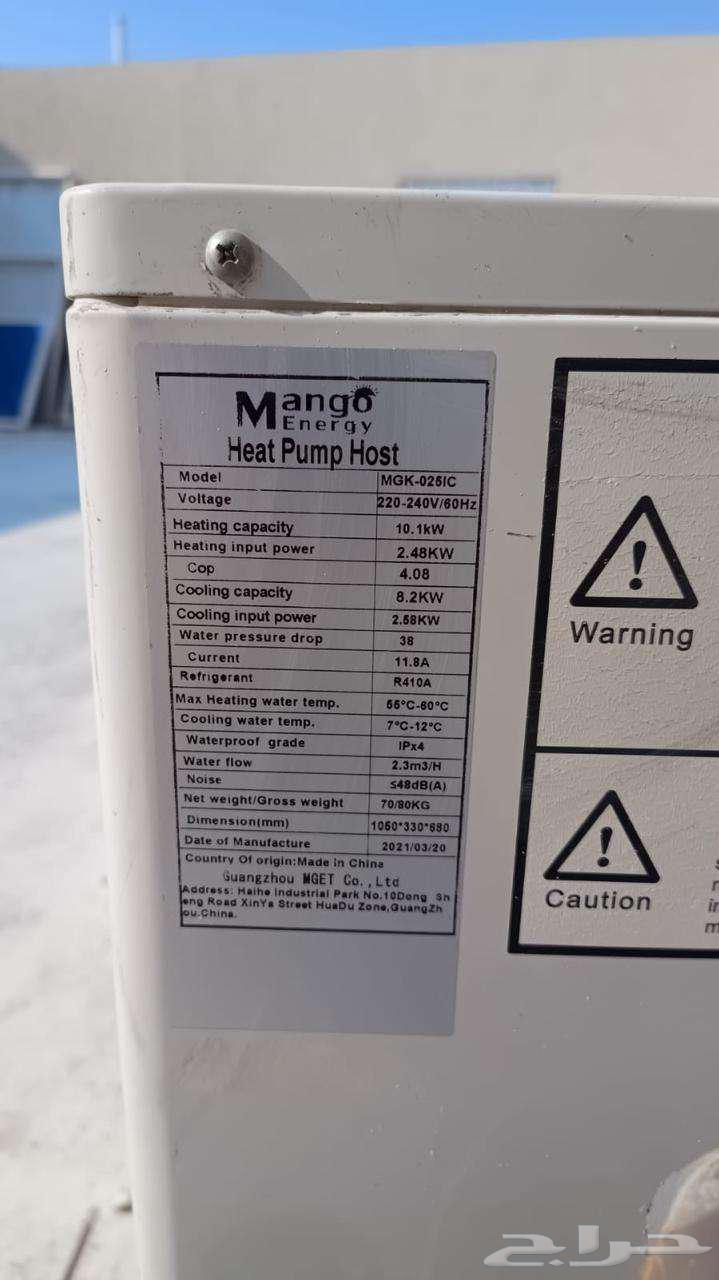 Mango
Energy
Heat Pump Host
Model MGK-025IC
Voltage 220-240V/60Hz
Heating capacity 10.1kW
Heating input power 2.48KW
Cop 4.08
Cooling capacity 8.2KW
Cooling input power 2.58KW
Water pressure drop 38
Current 11.8A
Refrigerant R410A
Max Heating water temp. 55°C-60°C
Cooling water temp. 7°C-12°C
Waterproof grade IPx4
Water flow 2.3m3/H
Noise ≤48dB(A)
Net weight/Gross weight 70/80KG
Dimension(mm) 1050*330*680
Date of Manufacture 2021/03/20
Country Of origin:Made in China
Guangzhou MGET Co.,Ltd
Address: Haihe Industrial Park No.10Dong Sh
eng Road XinYa Street HuaDu Zone,GuangZh
ou.China.
Warning
Caution
حراج